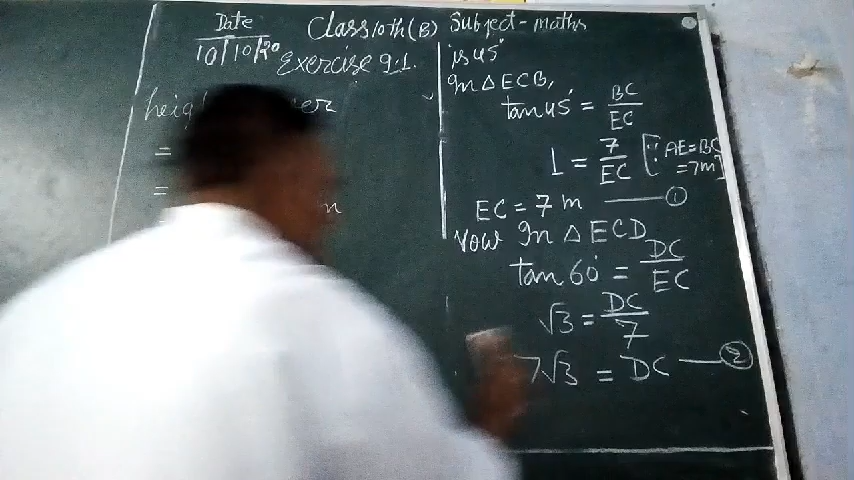 Date
10/10/20
Class 10th (B) Subject - maths
Exercise 9.1.
=
=
is 45°
In △ ECB,
tan 45° = BC/EC
1 = 7/EC [∵ AE = BC = 7m]
EC = 7 m —— ①
Now In △ ECD
tan 60° = DC/EC
√3 = DC/7
7√3 = DC —— ②